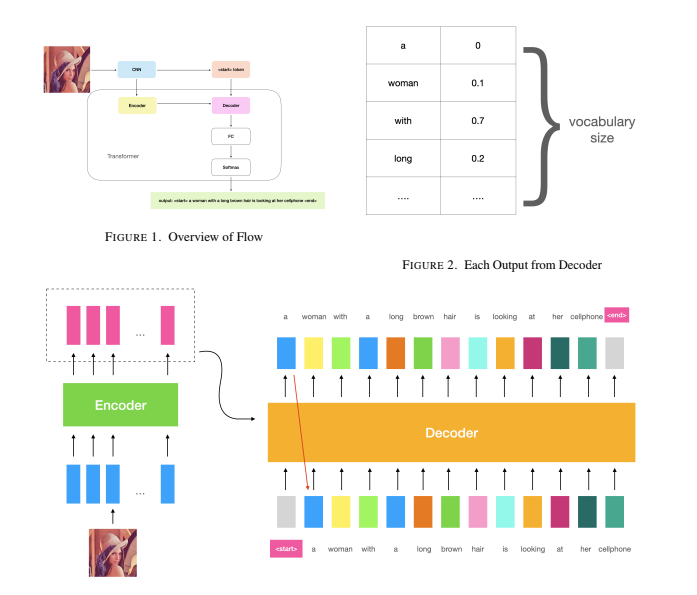 CNN
<start> token
Encoder
Decoder
FC
Transformer
Softmax
output: <start> a woman with a long brown hair is looking at her cellphone <end>
FIGURE 1. Overview of Flow
a 0
woman 0.1
with 0.7
long 0.2
.... ....
vocabulary
size
FIGURE 2. Each Output from Decoder
...
Encoder
...
a woman with a long brown hair is looking at her cellphone <end>
Decoder
<start> a woman with a long brown hair is looking at her cellphone